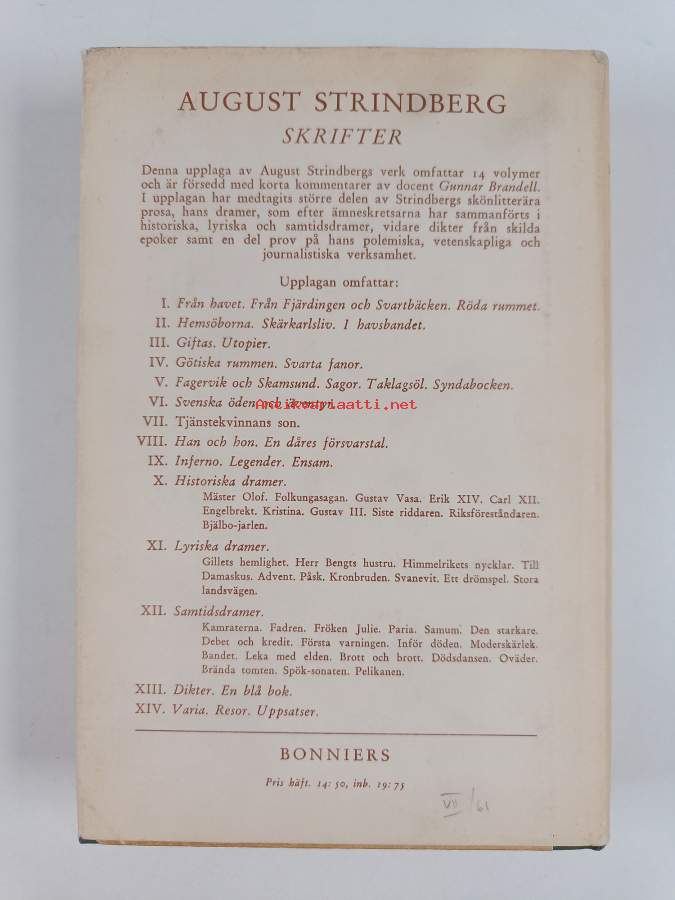 AUGUST STRINDBERG
SKRIFTER
Denna upplaga av August Strindbergs verk omfattar 14 volymer
och är försedd med korta kommentarer av docent Gunnar Brandell.
I upplagan har medtagits större delen av Strindbergs skönlitterära
prosa, hans dramer, som efter ämneskretsarna har sammanförts i
historiska, lyriska och samtidsdramer, vidare dikter från skilda
epoker samt en del prov på hans polemiska, vetenskapliga och
journalistiska verksamhet.
Upplagan omfattar:
I. Från havet. Från Fjärdingen och Svartbäcken. Röda rummet.
II. Hemsöborna. Skärkarlsliv. I havsbandet.
III. Giftas. Utopier.
IV. Götiska rummen. Svarta fanor.
V. Fagervik och Skamsund. Sagor. Taklagsöl. Syndabocken.
VI. Svenska öden och äventyr.
Antikvariaatti.net
VII. Tjänstekvinnans son.
VIII. Han och hon. En dåres försvarstal.
IX. Inferno. Legender. Ensam.
X. Historiska dramer.
Mäster Olof. Folkungasagan. Gustav Vasa. Erik XIV. Carl XII.
Engelbrekt. Kristina. Gustav III. Siste riddaren. Riksföreståndaren.
Bjälbo-jarlen.
XI. Lyriska dramer.
Gillets hemlighet. Herr Bengts hustru. Himmelrikets nycklar. Till
Damaskus. Advent. Påsk. Kronbruden. Svanevit. Ett drömspel. Stora
landsvägen.
XII. Samtidsdramer.
Kamraterna. Fadren. Fröken Julie. Paria. Samum. Den starkare.
Debet och kredit. Första varningen. Inför döden. Moderskärlek.
Bandet. Leka med elden. Brott och brott. Dödsdansen. Oväder.
Brända tomten. Spök-sonaten. Pelikanen.
XIII. Dikter. En blå bok.
XIV. Varia. Resor. Uppsatser.
BONNIERS
Pris häft. 14: 50, inb. 19: 75
VII/61